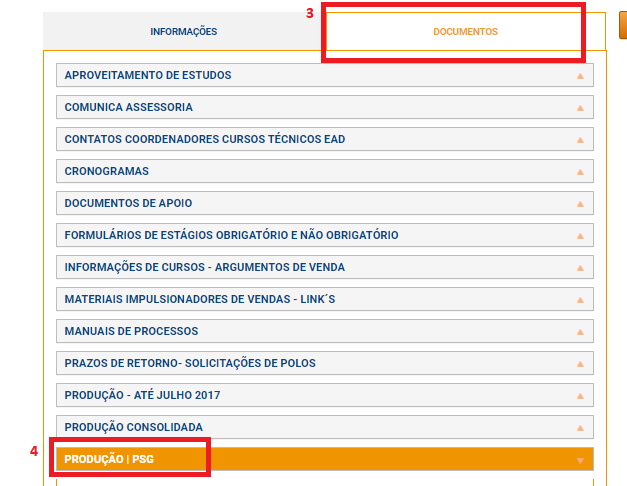 3
INFORMAÇÕES DOCUMENTOS
APROVEITAMENTO DE ESTUDOS
COMUNICA ASSESSORIA
CONTATOS COORDENADORES CURSOS TÉCNICOS EAD
CRONOGRAMAS
DOCUMENTOS DE APOIO
FORMULÁRIOS DE ESTÁGIOS OBRIGATÓRIO E NÃO OBRIGATÓRIO
INFORMAÇÕES DE CURSOS - ARGUMENTOS DE VENDA
MATERIAIS IMPULSIONADORES DE VENDAS - LINK´S
MANUAIS DE PROCESSOS
PRAZOS DE RETORNO- SOLICITAÇÕES DE POLOS
PRODUÇÃO - ATÉ JULHO 2017
PRODUÇÃO CONSOLIDADA
4 PRODUÇÃO | PSG